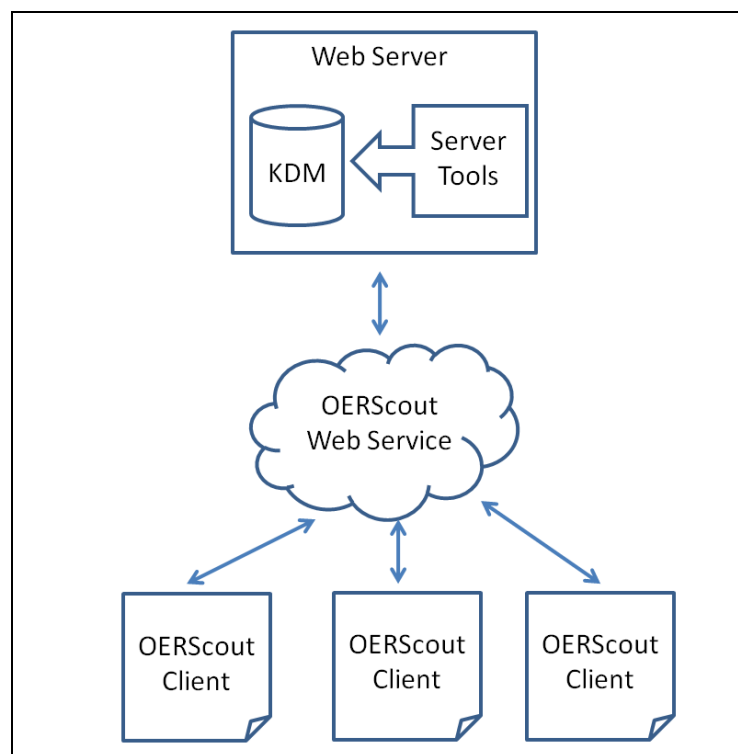 Web Server
KDM
Server
Tools
OERScout
Web Service
OERScout
Client
OERScout
Client
OERScout
Client